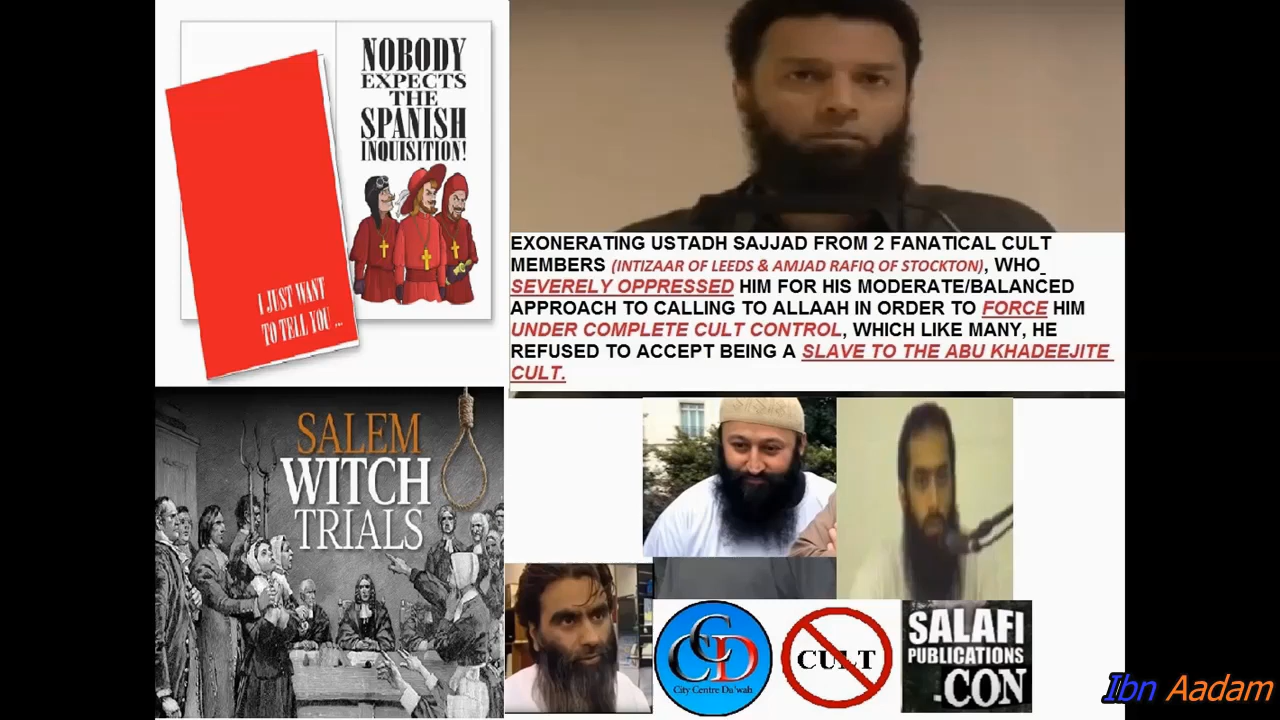 NOBODY
EXPECTS
THE
SPANISH
INQUISITION!
I JUST WANT
TO TELL YOU ...
EXONERATING USTADH SAJJAD FROM 2 FANATICAL CULT
MEMBERS (INTIZAAR OF LEEDS & AMJAD RAFIQ OF STOCKTON), WHO
SEVERELY OPPRESSED HIM FOR HIS MODERATE/BALANCED
APPROACH TO CALLING TO ALLAAH IN ORDER TO FORCE HIM
UNDER COMPLETE CULT CONTROL, WHICH LIKE MANY, HE
REFUSED TO ACCEPT BEING A SLAVE TO THE ABU KHADEEJITE
CULT.
SALEM
WITCH
TRIALS
CCD
City Centre Da'wah
CULT
SALAFI
PUBLICATIONS
.CON
Ibn Aadam